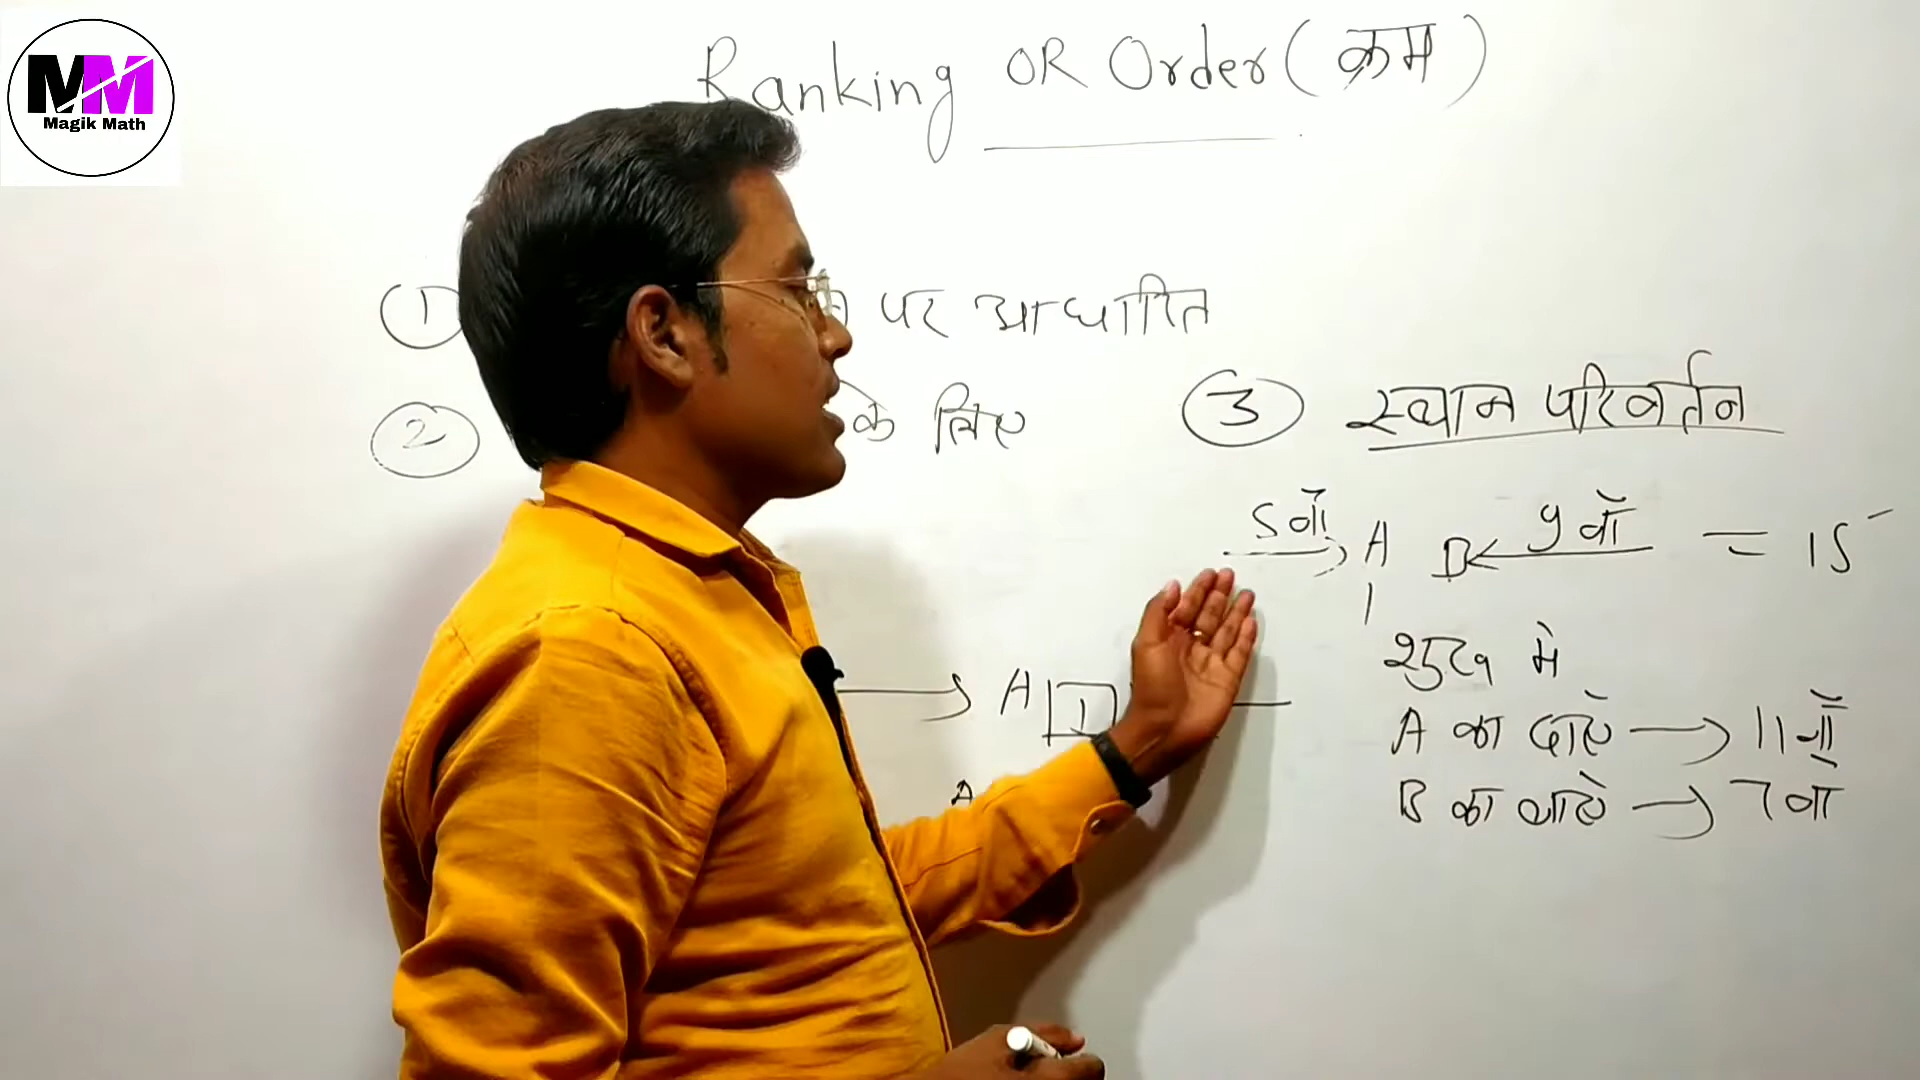 MM
Magik Math
Ranking OR Order (क्रम)
1 पर आधारित
2 के लिए
3 स्थान परिवर्तन
5वाँ A B 9वाँ = 15
शुरू में
A 1 A का दाएं → 11वाँ
A B का बाएं → 7वाँ